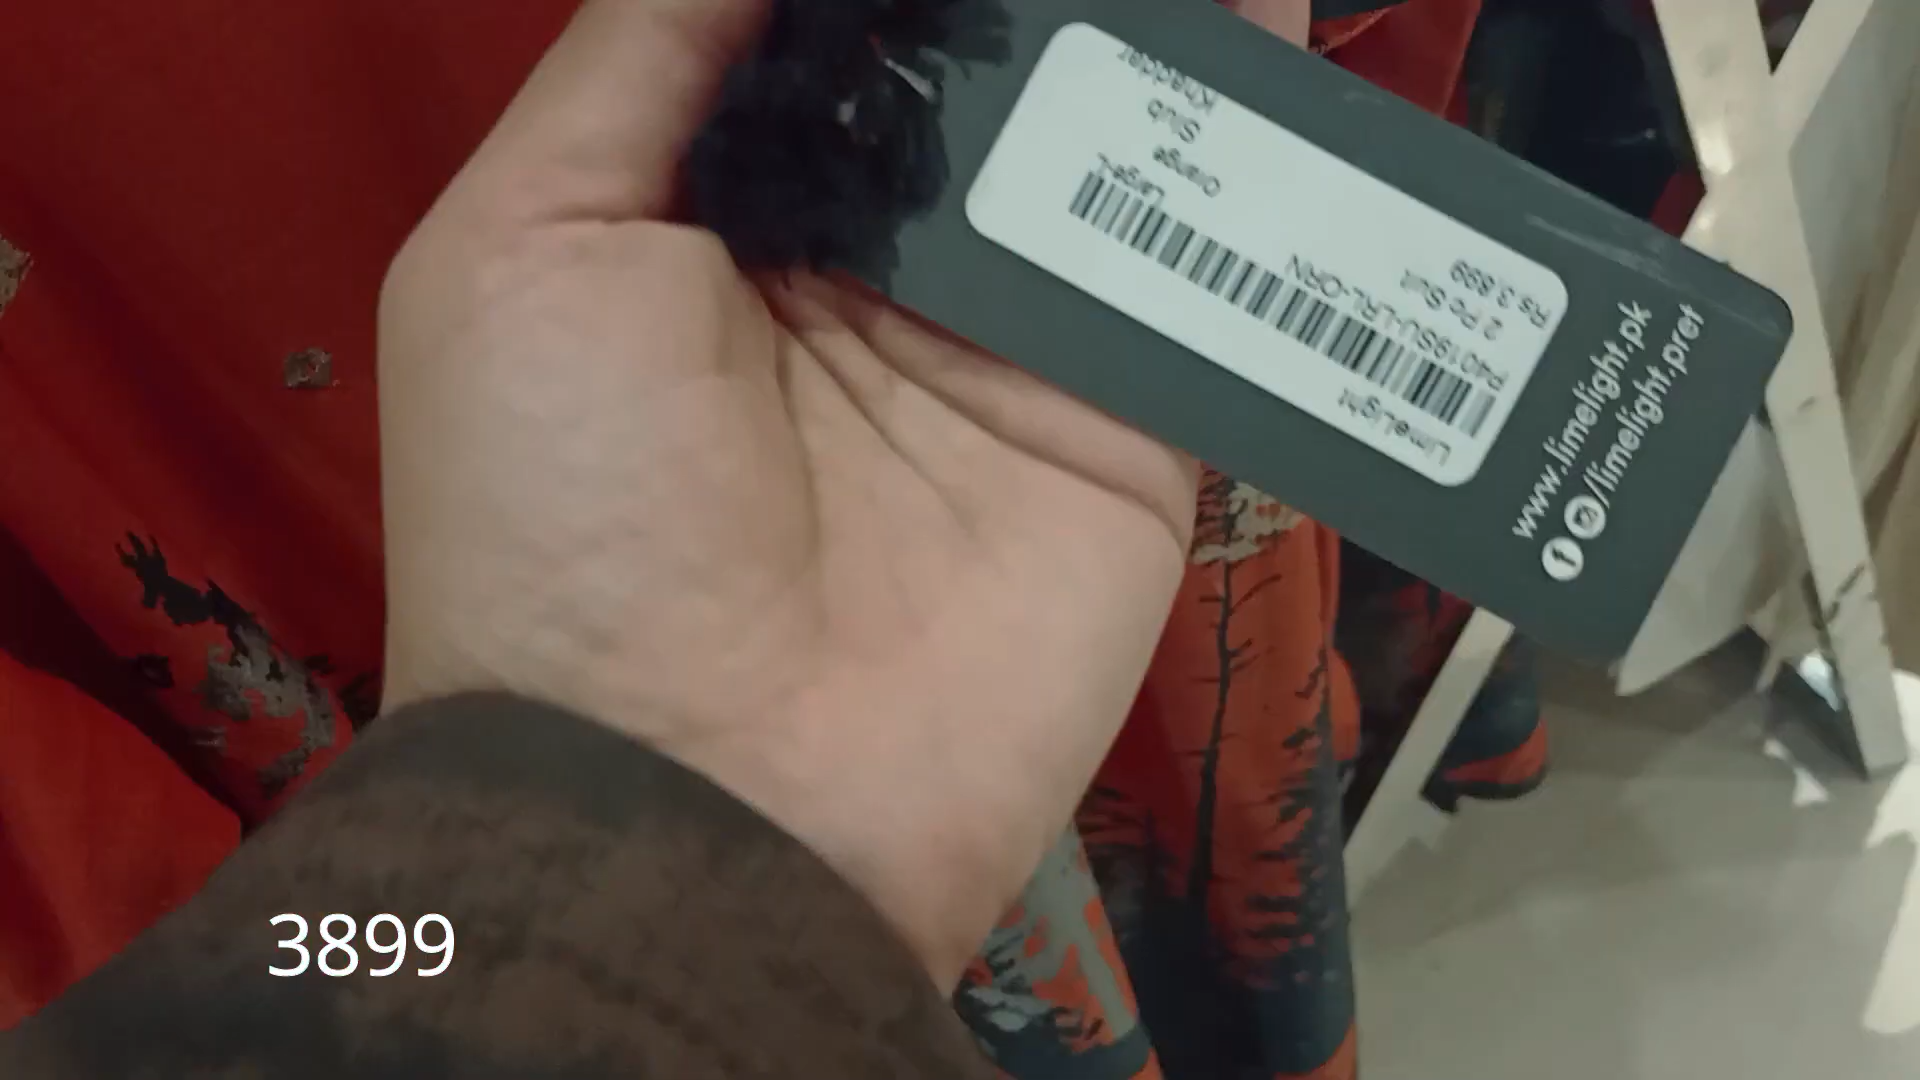 LimeLight
P4019SU-LRL-ORN
2 Pc Suit
Rs 3,899
Large-L
Orange
Slub
Khaddar
www.limelight.pk
/limelight.pret
3899